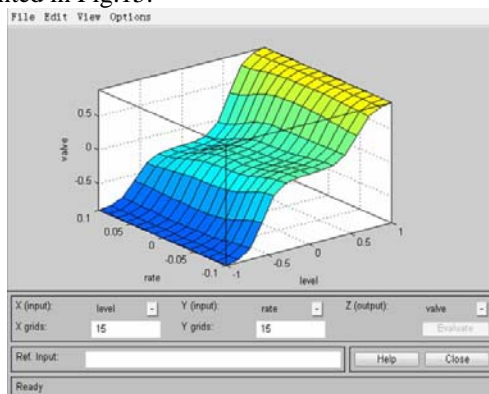 nted in Fig.13.
File Edit View Options
0.5
0
-0.5
valve
0.1
0.05
0
-0.05
-0.1
rate
-1
-0.5
0
0.5
1
level
X (input): level - Y (input): rate - Z (output): valve -
X grids: 15 Y grids: 15 Evaluate
Ref. Input: Help Close
Ready